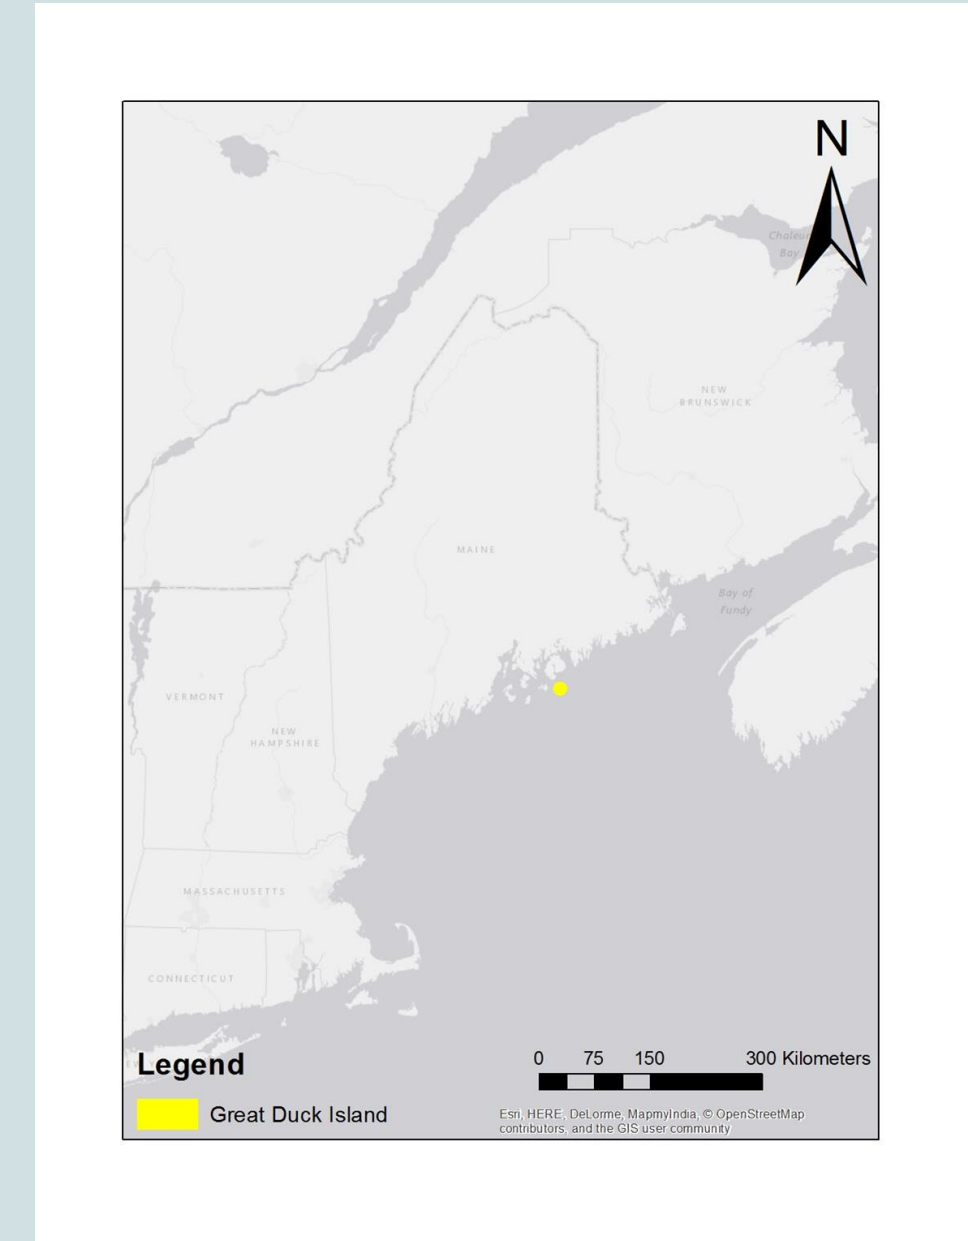 N
Chaleur
Bay
NEW
BRUNSWICK
MAINE
Bay of
Fundy
VERMONT
NEW
HAMPSHIRE
MASSACHUSETTS
CONNECTICUT
Legend
Great Duck Island
0 75 150 300 Kilometers
Esri, HERE, DeLorme, MapmyIndia, © OpenStreetMap
contributors, and the GIS user community